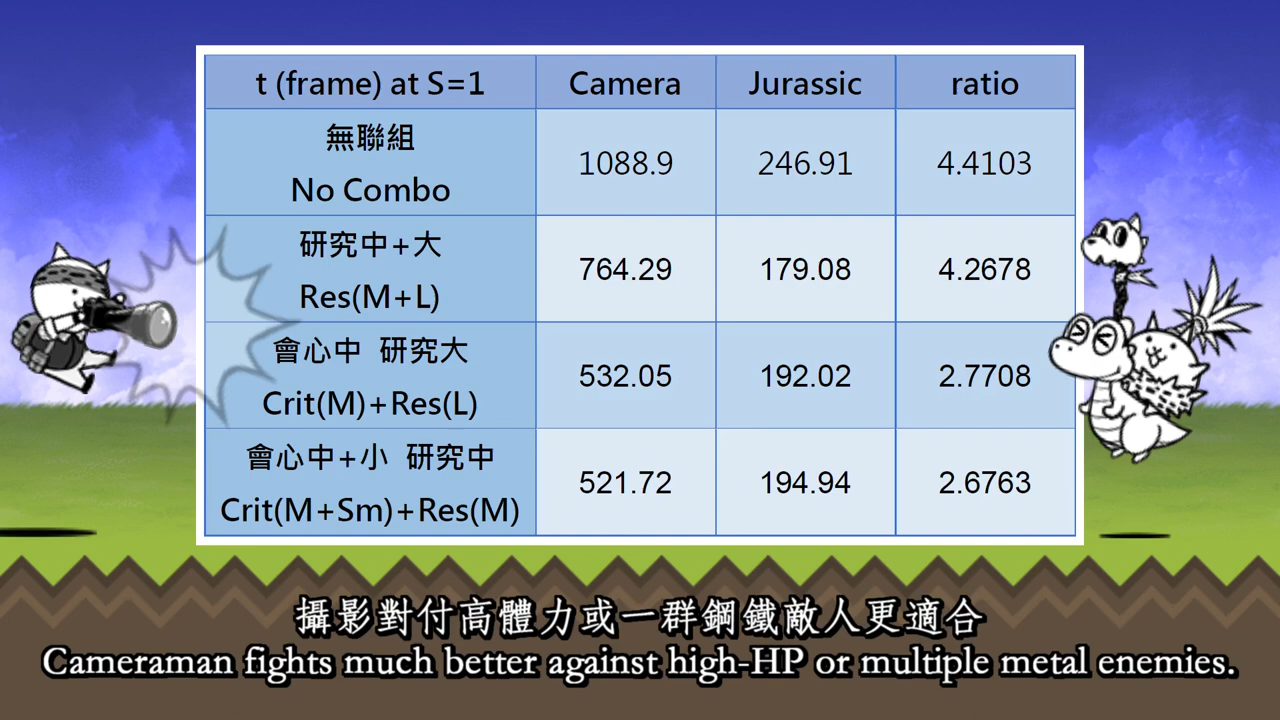 t (frame) at S=1 Camera Jurassic ratio
無聯組
No Combo
1088.9 246.91 4.4103
研究中+大
Res(M+L)
764.29 179.08 4.2678
會心中 研究大
Crit(M)+Res(L)
532.05 192.02 2.7708
會心中+小 研究中
Crit(M+Sm)+Res(M)
521.72 194.94 2.6763
攝影對付高體力或一群鋼鐵敵人更適合
Cameraman fights much better against high-HP or multiple metal enemies.